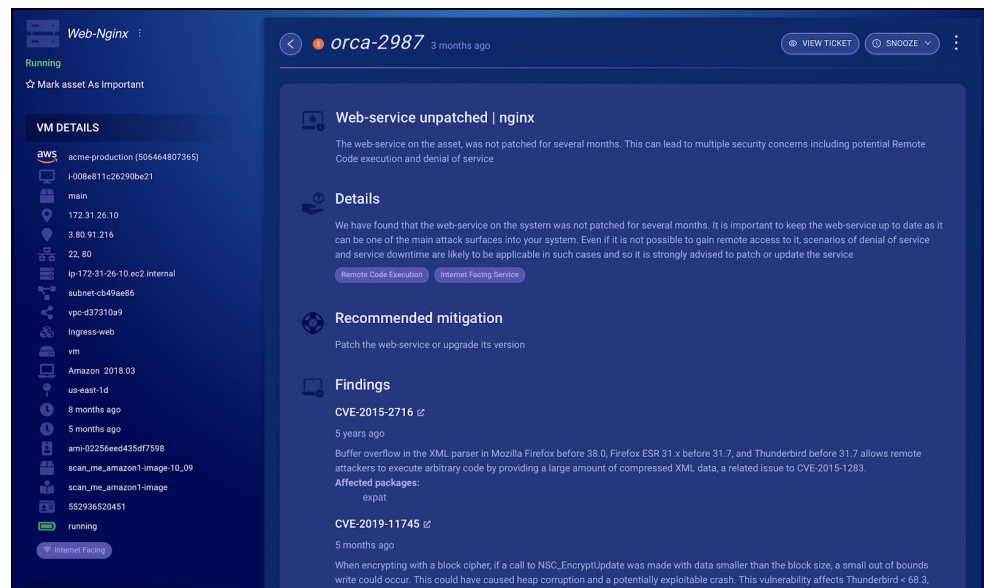 Web-Nginx
Running
Mark asset As Important
VM DETAILS
aws acme-production (506464807365)
i-008e811c26290be21
main
172.31.26.10
3.80.91.216
22, 80
ip-172-31-26-10.ec2.internal
subnet-cb49ae86
vpc-d37310a9
Ingress-web
vm
Amazon 2018.03
us-east-1d
8 months ago
5 months ago
ami-02256eed435df7598
scan_me_amazon1-image-10_09
scan_me_amazon1-image
552936520451
running
Internet Facing
orca-2987 3 months ago
VIEW TICKET
SNOOZE
Web-service unpatched | nginx
The web-service on the asset, was not patched for several months. This can lead to multiple security concerns including potential Remote
Code execution and denial of service
Details
We have found that the web-service on the system was not patched for several months. It is important to keep the web-service up to date as it
can be one of the main attack surfaces into your system. Even if it is not possible to gain remote access to it, scenarios of denial of service
and service downtime are likely to be applicable in such cases and so it is strongly advised to patch or update the service
Remote Code Execution Internet Facing Service
Recommended mitigation
Patch the web-service or upgrade its version
Findings
CVE-2015-2716
5 years ago
Buffer overflow in the XML parser in Mozilla Firefox before 38.0, Firefox ESR 31.x before 31.7, and Thunderbird before 31.7 allows remote
attackers to execute arbitrary code by providing a large amount of compressed XML data, a related issue to CVE-2015-1283.
Affected packages:
expat
CVE-2019-11745
5 months ago
When encrypting with a block cipher, if a call to NSC_EncryptUpdate was made with data smaller than the block size, a small out of bounds
write could occur. This could have caused heap corruption and a potentially exploitable crash. This vulnerability affects Thunderbird < 68.3,